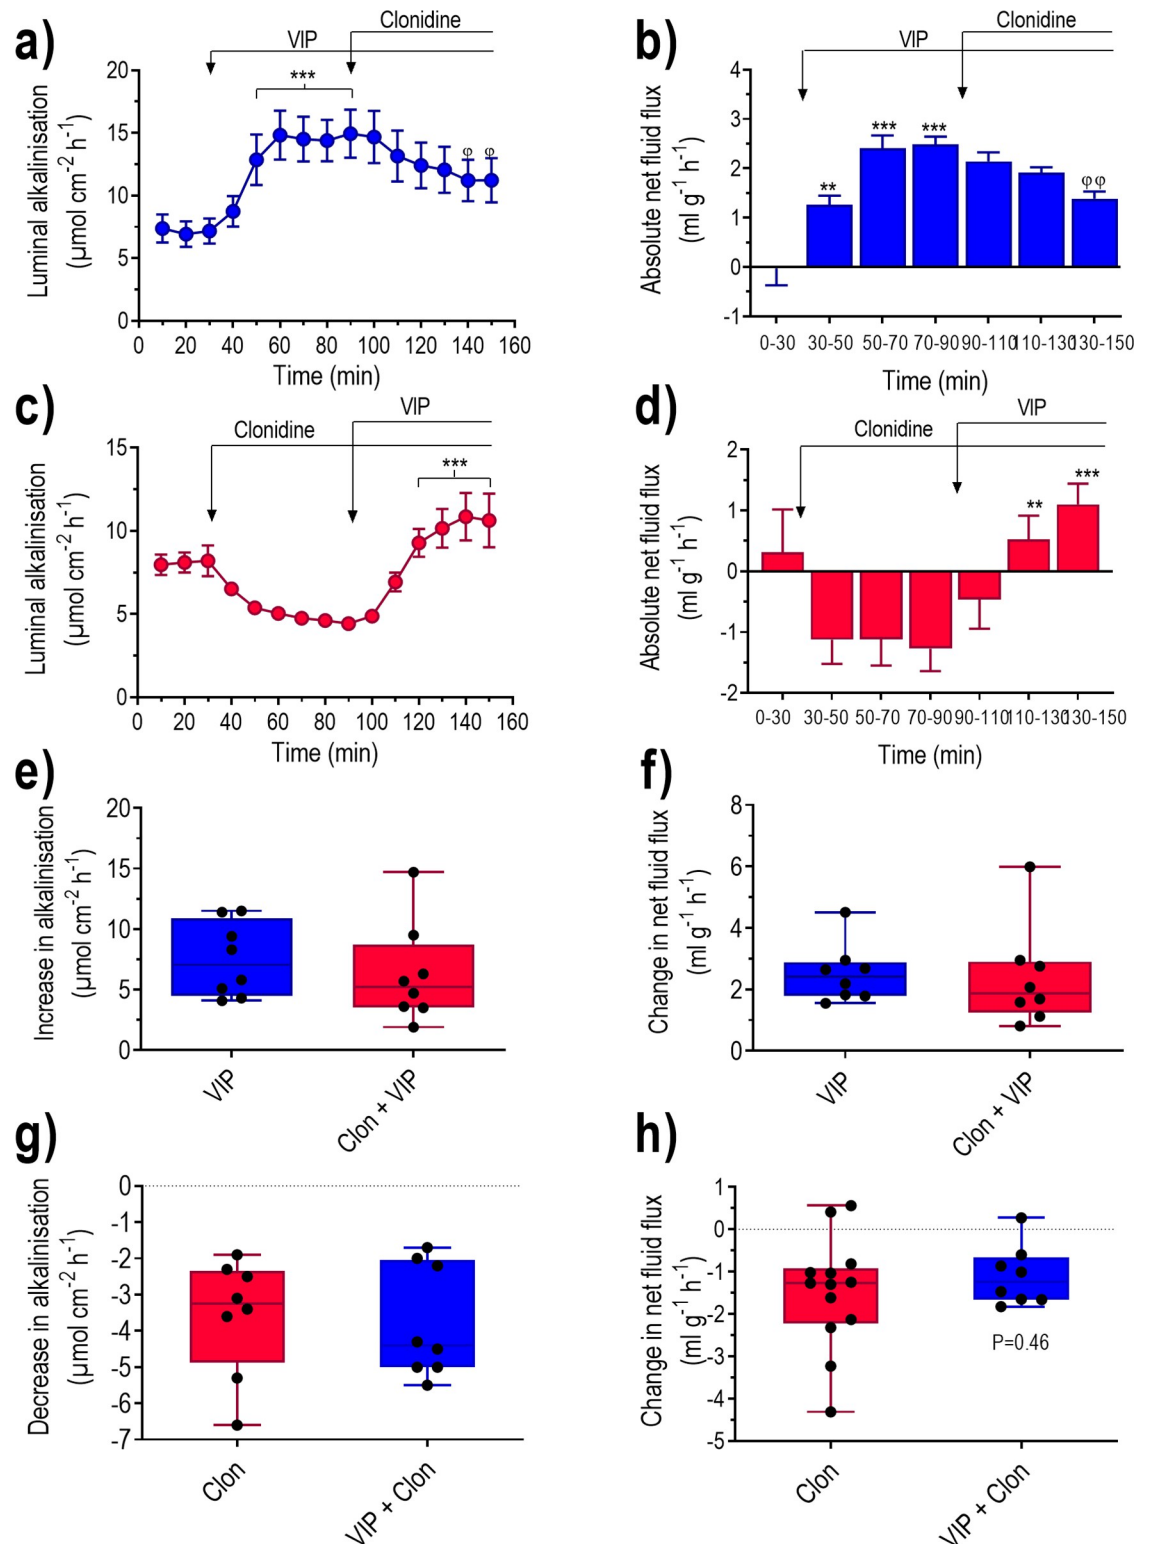 a)
VIP
Clonidine
***
φ φ
20
15
10
5
0
Luminal alkalinisation
(µmol cm⁻² h⁻¹)
0 20 40 60 80 100 120 140 160
Time (min)
b)
VIP
Clonidine
**
***
***
φφ
4
3
2
1
0
-1
Absolute net fluid flux
(ml g⁻¹ h⁻¹)
0-30 30-50 50-70 70-90 90-110 110-130 130-150
Time (min)
c)
Clonidine
VIP
***
15
10
5
0
Luminal alkalinisation
(µmol cm⁻² h⁻¹)
0 20 40 60 80 100 120 140 160
Time (min)
d)
Clonidine
VIP
**
***
2
1
0
-1
-2
Absolute net fluid flux
(ml g⁻¹ h⁻¹)
0-30 30-50 50-70 70-90 90-110 110-130 130-150
Time (min)
e)
20
15
10
5
0
Increase in alkalinisation
(µmol cm⁻² h⁻¹)
VIP
Clon + VIP
f)
8
6
4
2
0
Change in net fluid flux
(ml g⁻¹ h⁻¹)
VIP
Clon + VIP
g)
0
-1
-2
-3
-4
-5
-6
-7
Decrease in alkalinisation
(µmol cm⁻² h⁻¹)
Clon
VIP + Clon
h)
1
0
-1
-2
-3
-4
-5
Change in net fluid flux
(ml g⁻¹ h⁻¹)
P=0.46
Clon
VIP + Clon